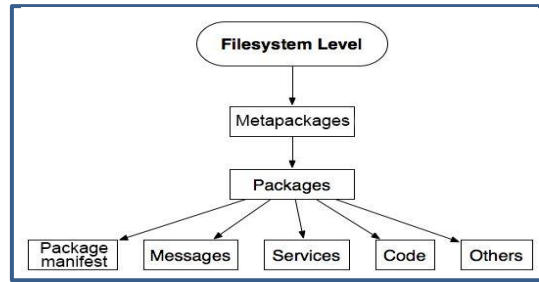 Filesystem Level
Metapackages
Packages
Package
manifest
Messages
Services
Code
Others